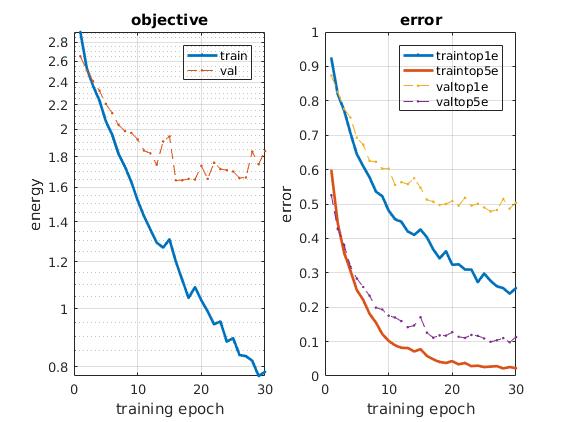 objective
2.8
2.6
2.4
2.2
2
1.8
1.6
1.4
1.2
1
0.8
energy
0
10
20
30
training epoch
train
val
error
1
0.9
0.8
0.7
0.6
0.5
0.4
0.3
0.2
0.1
0
error
0
10
20
30
training epoch
traintop1e
traintop5e
valtop1e
valtop5e